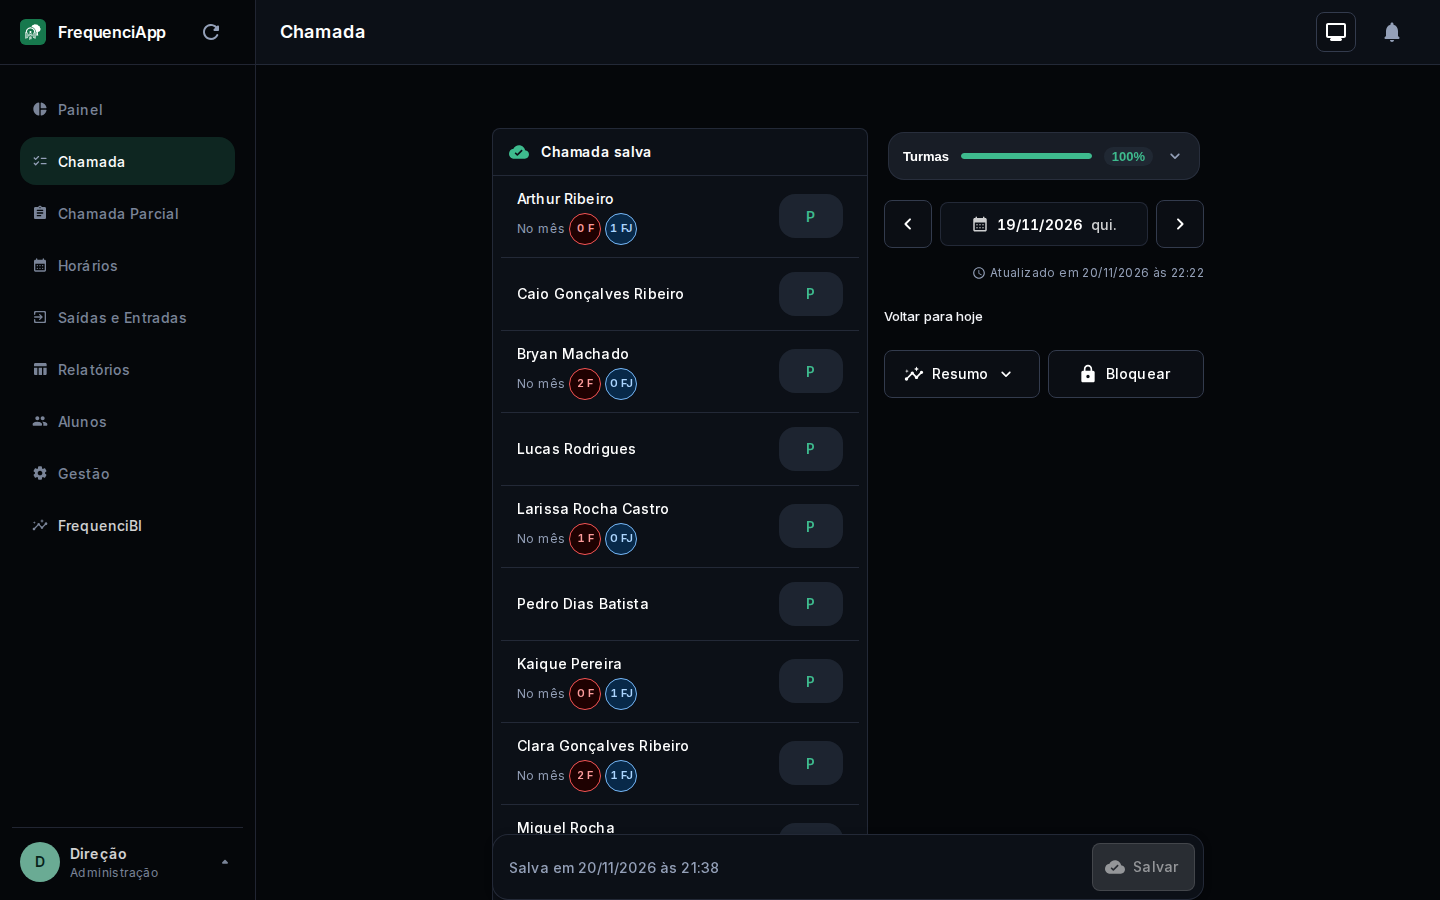 FrequenciApp
Chamada
Painel
Chamada
Chamada Parcial
Horários
Saídas e Entradas
Relatórios
Alunos
Gestão
FrequenciBI
D
Direção
Administração
Chamada salva
Arthur Ribeiro
No mês 0 F 1 FJ
P
Caio Gonçalves Ribeiro
P
Bryan Machado
No mês 2 F 0 FJ
P
Lucas Rodrigues
P
Larissa Rocha Castro
No mês 1 F 0 FJ
P
Pedro Dias Batista
P
Kaique Pereira
No mês 0 F 1 FJ
P
Clara Gonçalves Ribeiro
No mês 2 F 1 FJ
P
Miguel Rocha
Salva em 20/11/2026 às 21:38
Salvar
Turmas 100%
19/11/2026 qui.
Atualizado em 20/11/2026 às 22:22
Voltar para hoje
Resumo
Bloquear